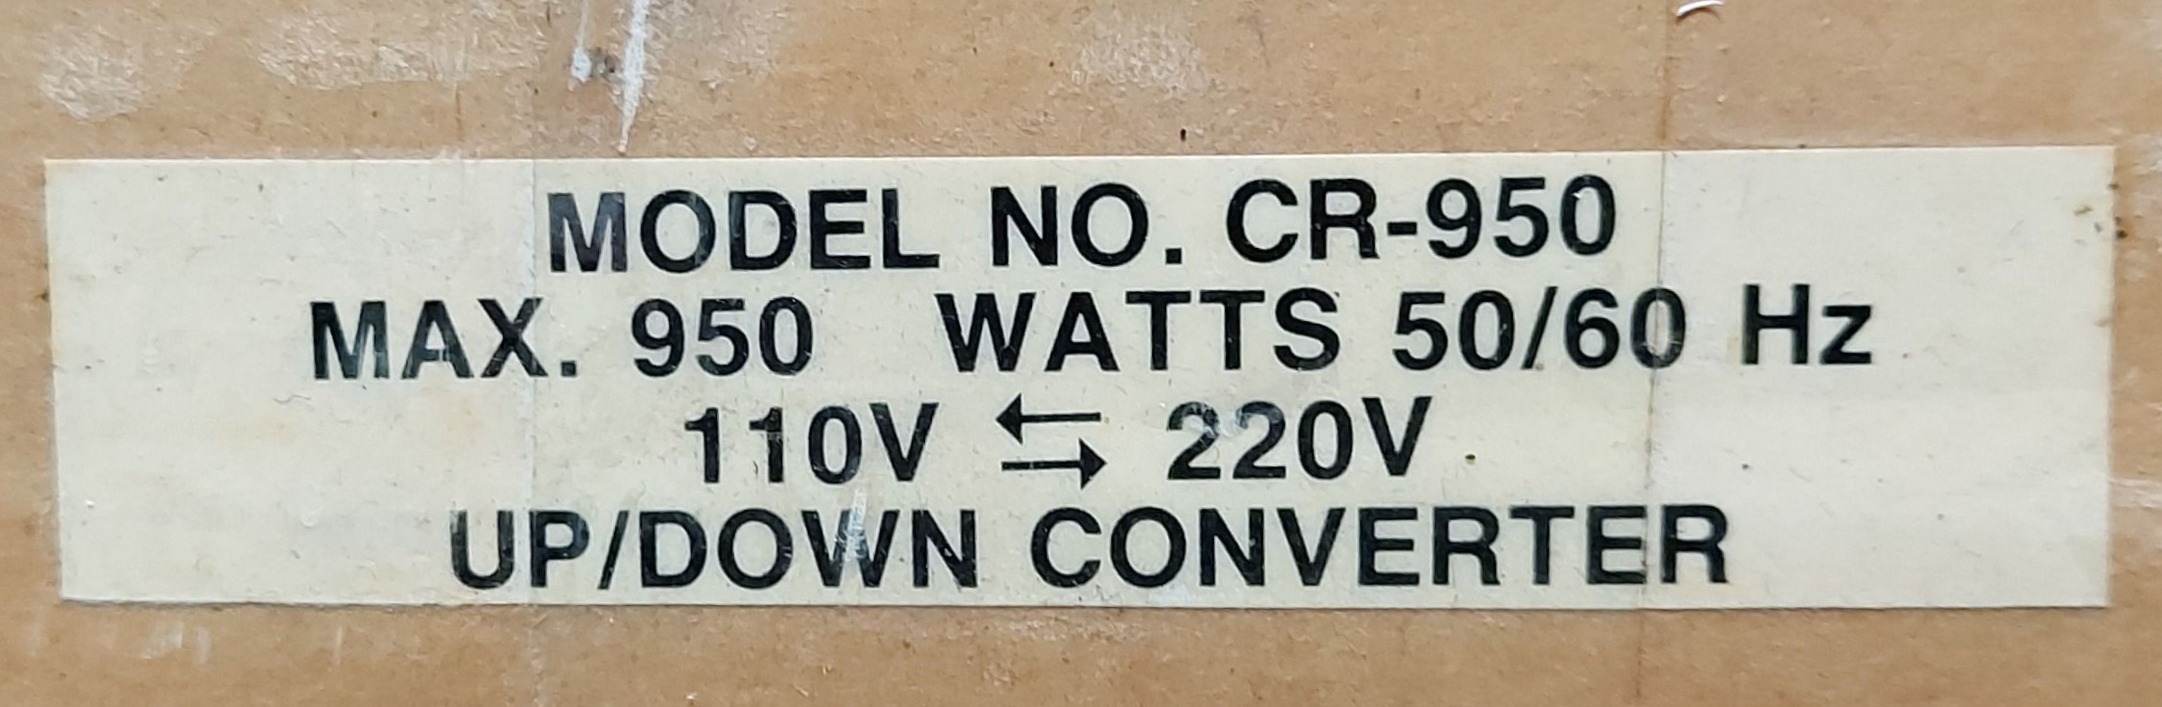 MODEL NO. CR-950
MAX. 950 WATTS 50/60 Hz
110V ⇆ 220V
UP/DOWN CONVERTER